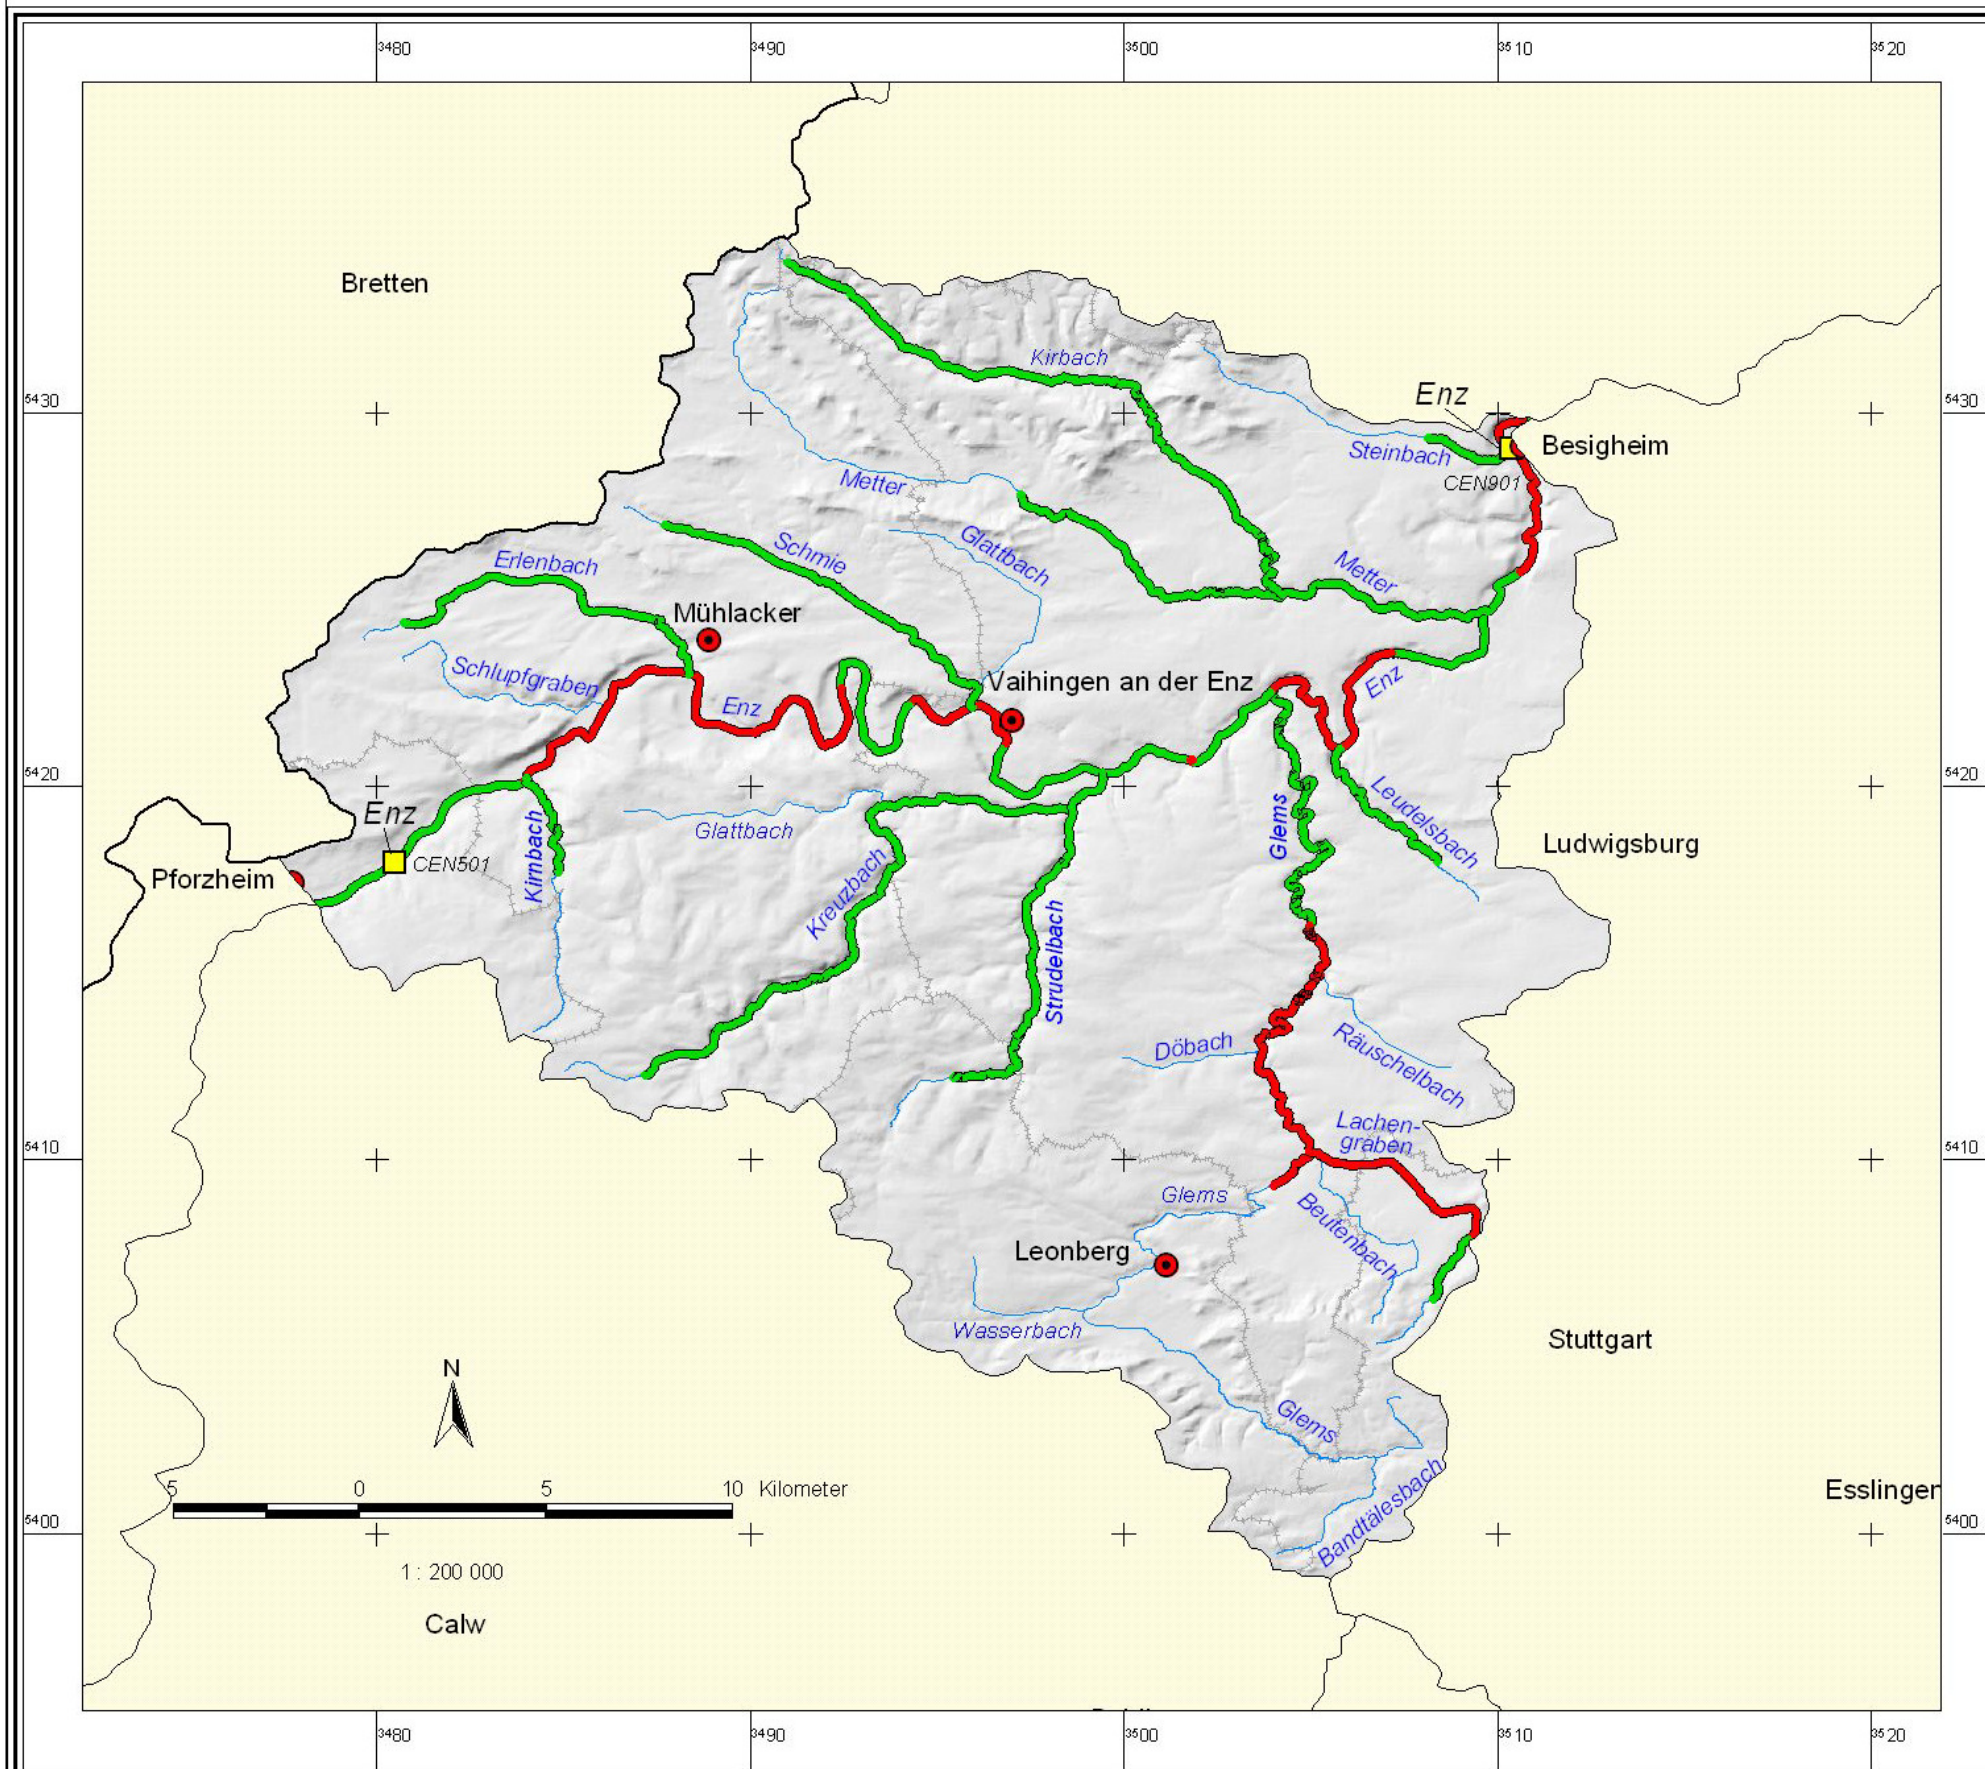 3480 3490 3500 3510 3520
Bretten
Kirbach
Enz
5430 5430
Besigheim
Steinbach
CEN901
Metter
Glattbach
Schmie
Erlenbach
Metter
Mühlacker
Schlupfgraben
Vaihingen an der Enz
Enz
Enz
5420 5420
Leudelsbach
Enz
Glattbach
Kirnbach
Glems
Ludwigsburg
CEN501
Pforzheim
Kreuzbach
Strudelbach
Döbach
Räuschelbach
Lachen-
graben
5410 5410
Glems
Beutenbach
Leonberg
Wasserbach
Stuttgart
N
Glems
5 0 5 10 Kilometer
Bandtälesbach
Esslingen
5400 5400
1 : 200 000
Calw
3480 3490 3500 3510 3520